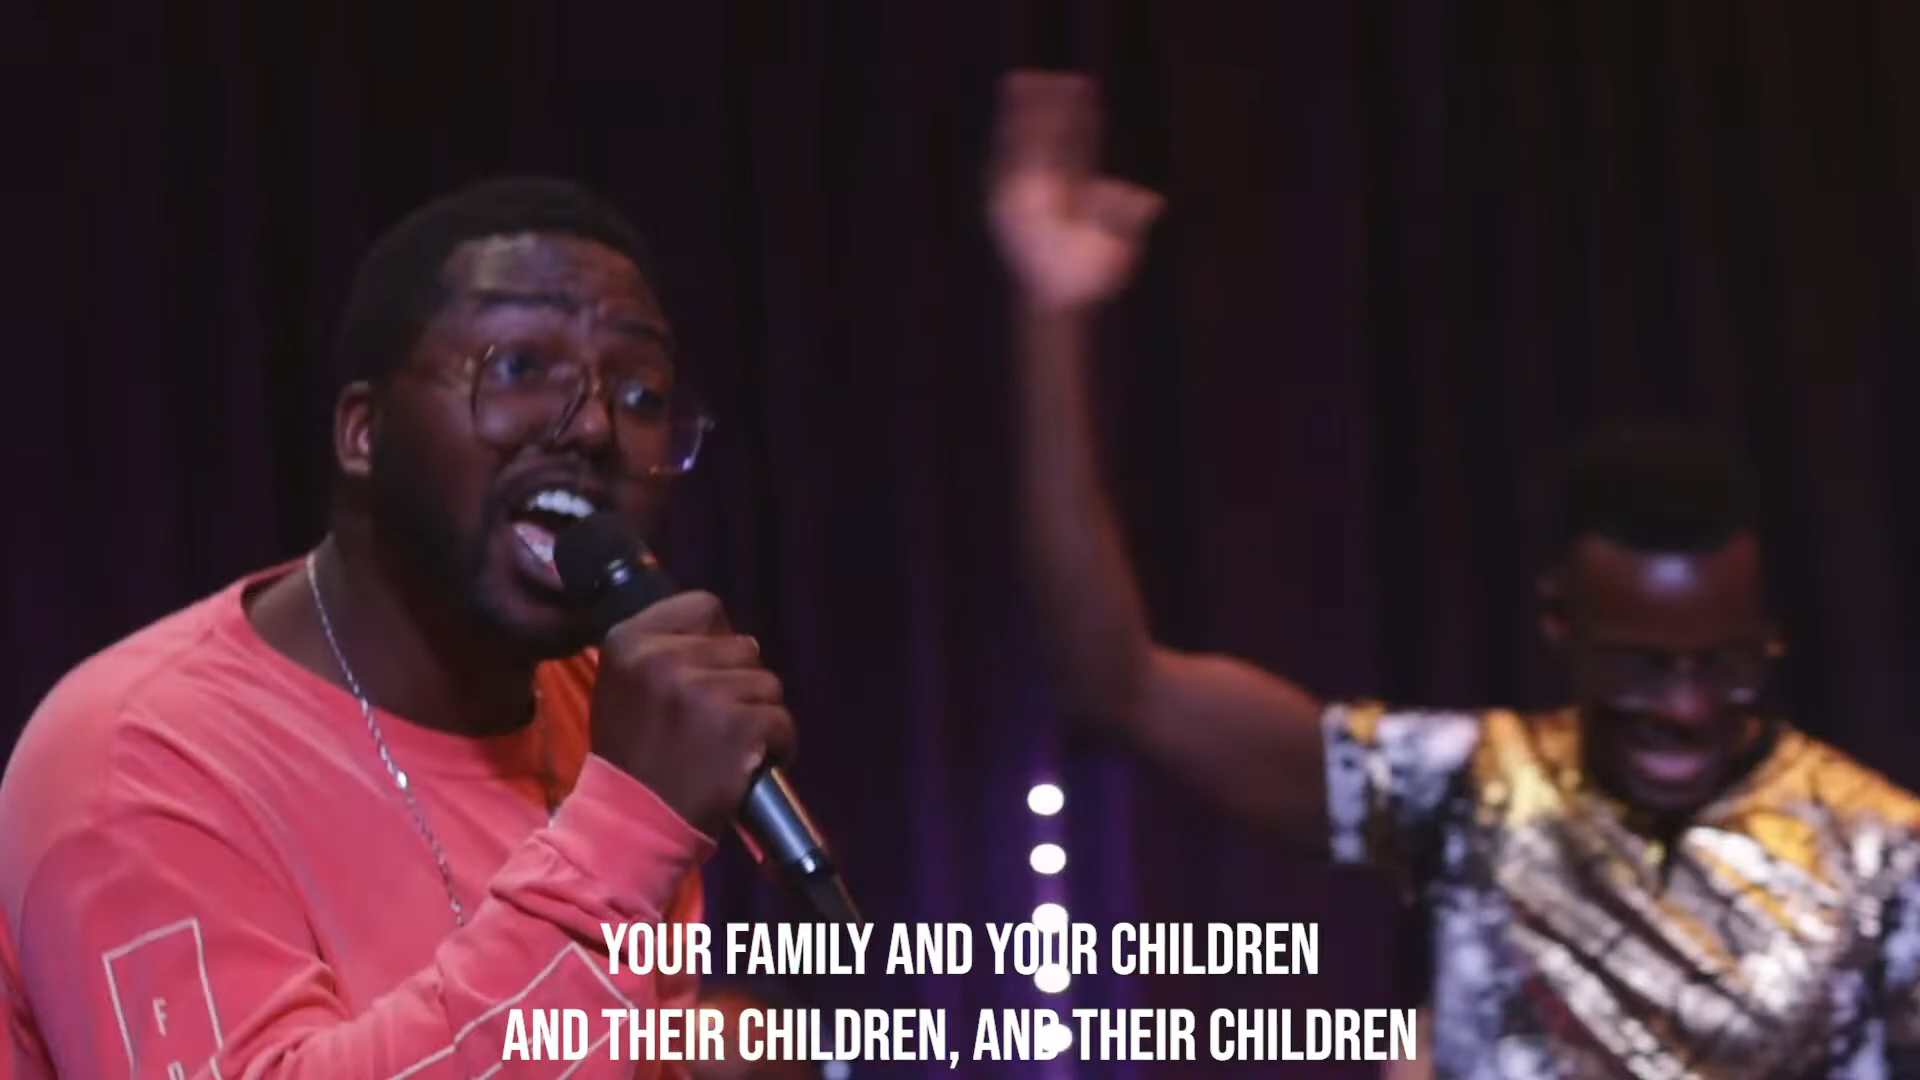 YOUR FAMILY AND YOUR CHILDREN
AND THEIR CHILDREN, AND THEIR CHILDREN